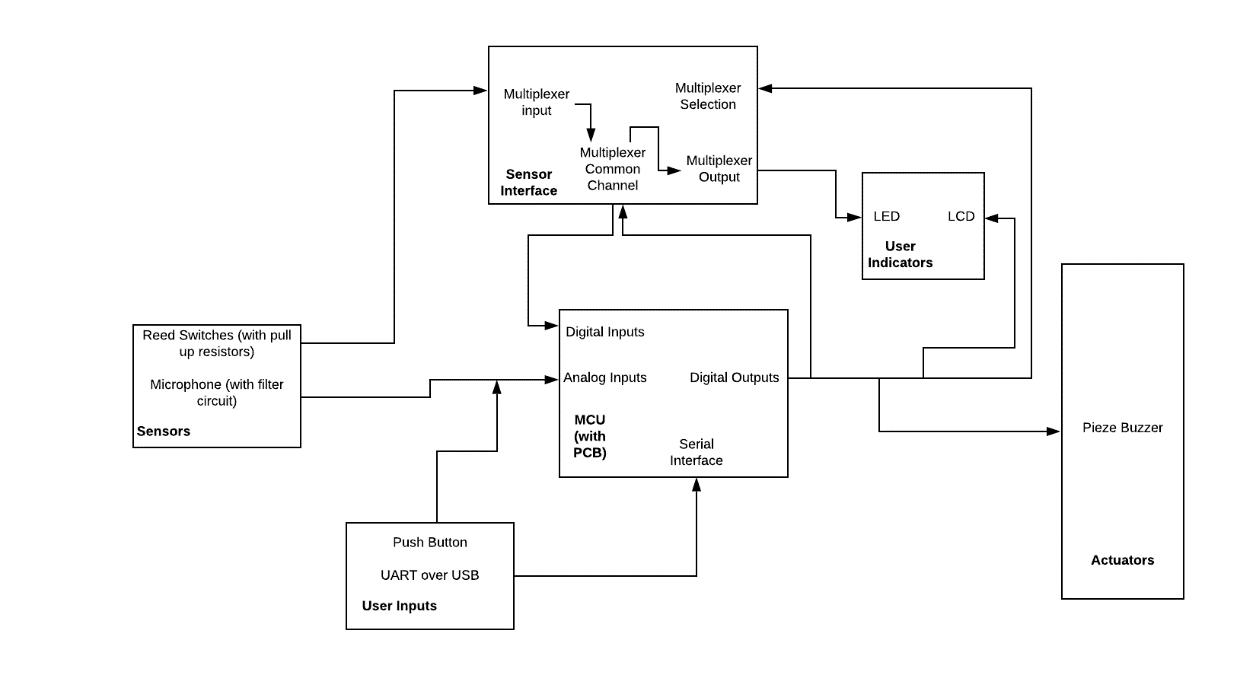 Multiplexer
input
Multiplexer
Selection
Multiplexer
Common
Channel
Multiplexer
Output
Sensor
Interface
LED
LCD
User
Indicators
Reed Switches (with pull
up resistors)
Microphone (with filter
circuit)
Sensors
Digital Inputs
Analog Inputs
Digital Outputs
MCU
(with
PCB)
Serial
Interface
Pieze Buzzer
Actuators
Push Button
UART over USB
User Inputs